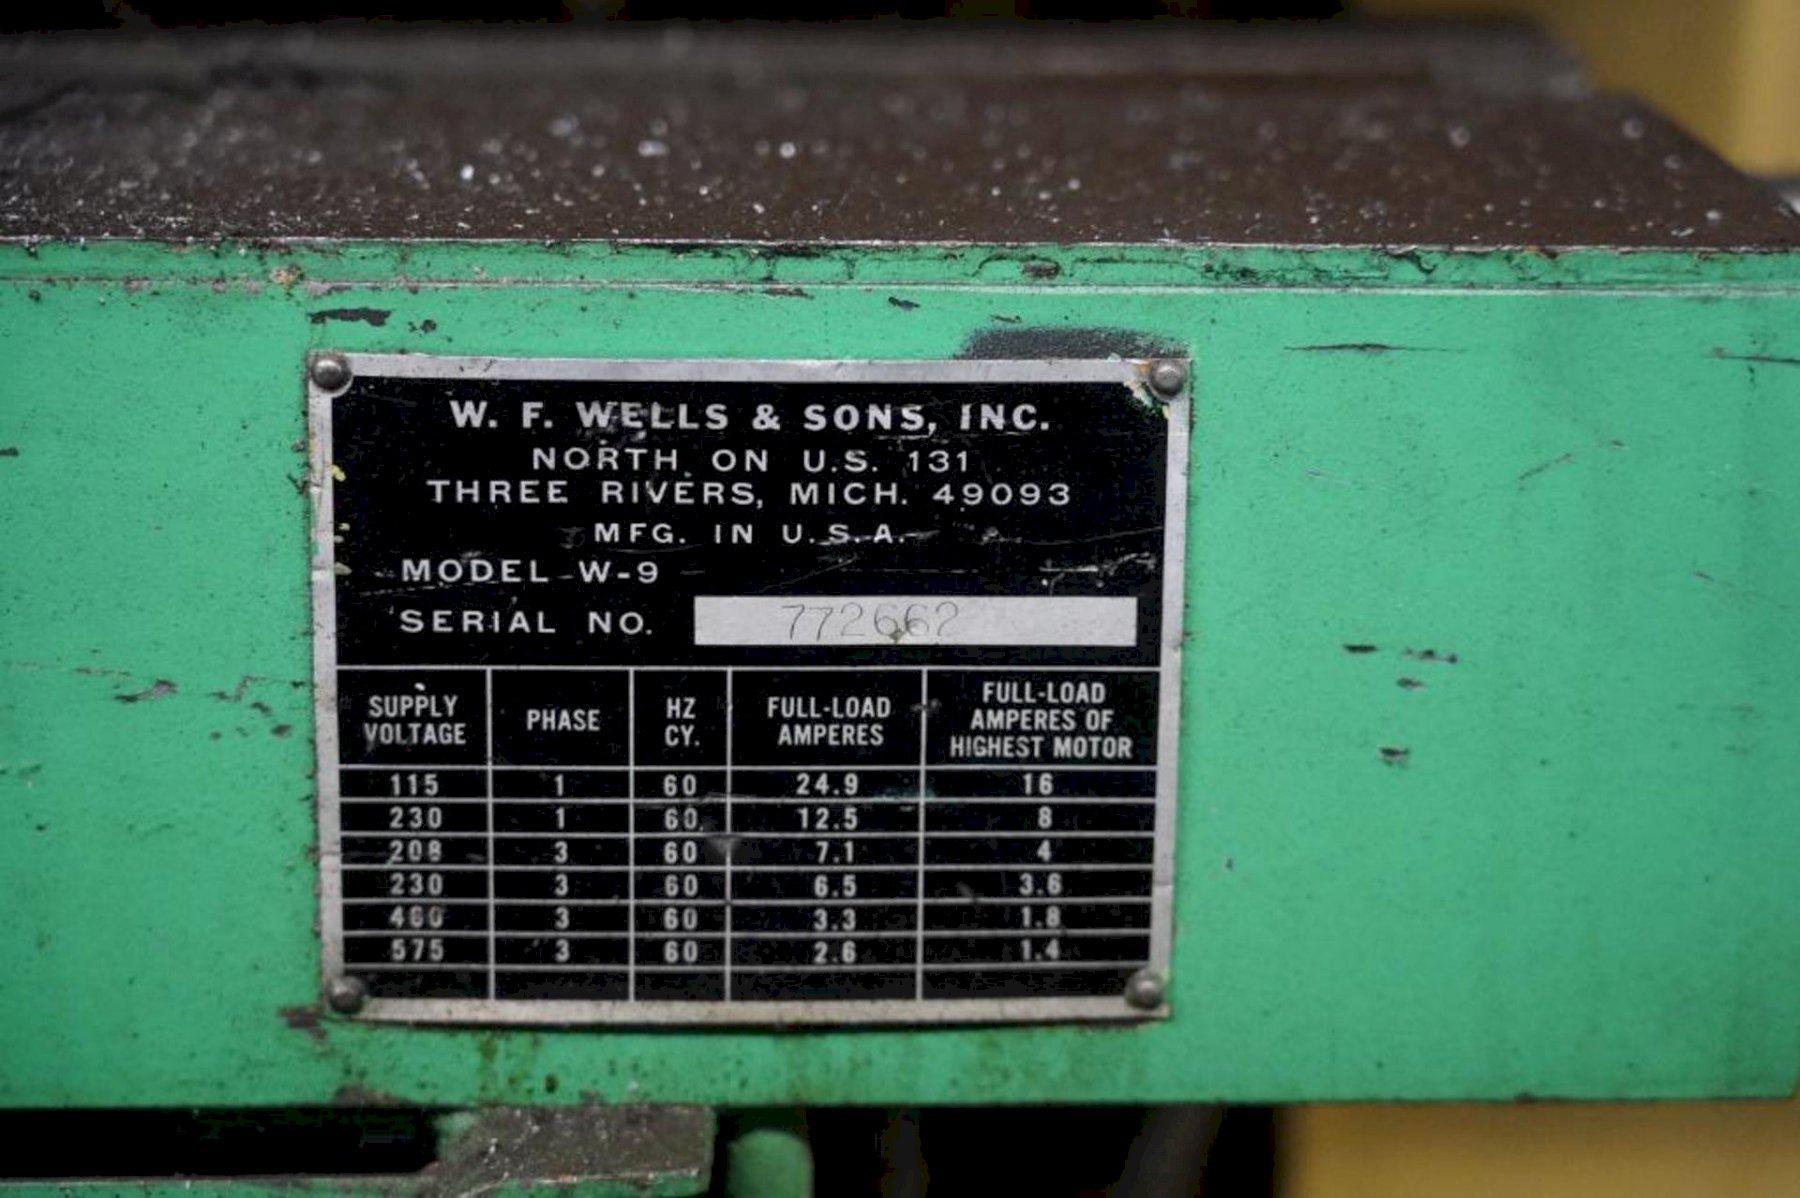 W. F. WELLS & SONS, INC.
NORTH ON U.S. 131
THREE RIVERS, MICH. 49093
MFG. IN U.S.A.
MODEL W-9
SERIAL NO. 772662
SUPPLY VOLTAGE PHASE HZ CY. FULL-LOAD AMPERES FULL-LOAD AMPERES OF HIGHEST MOTOR
115 1 60 24.9 16
230 1 60 12.5 8
208 3 60 7.1 4
230 3 60 6.5 3.6
460 3 60 3.3 1.8
575 3 60 2.6 1.4